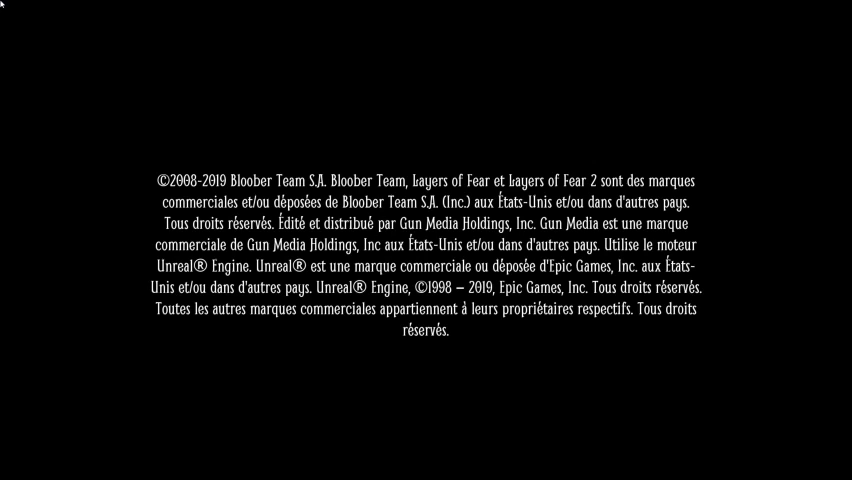 ©2008-2019 Bloober Team S.A. Bloober Team, Layers of Fear et Layers of Fear 2 sont des marques
commerciales et/ou déposées de Bloober Team S.A. (Inc.) aux États-Unis et/ou dans d'autres pays.
Tous droits réservés. Édité et distribué par Gun Media Holdings, Inc. Gun Media est une marque
commerciale de Gun Media Holdings, Inc aux États-Unis et/ou dans d'autres pays. Utilise le moteur
Unreal® Engine. Unreal® est une marque commerciale ou déposée d'Epic Games, Inc. aux États-
Unis et/ou dans d'autres pays. Unreal® Engine, ©1998 – 2019, Epic Games, Inc. Tous droits réservés.
Toutes les autres marques commerciales appartiennent à leurs propriétaires respectifs. Tous droits
réservés.